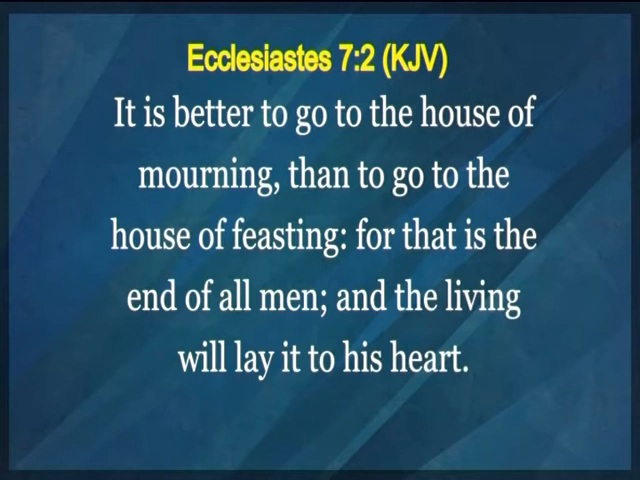 Ecclesiastes 7:2 (KJV)
It is better to go to the house of
mourning, than to go to the
house of feasting: for that is the
end of all men; and the living
will lay it to his heart.